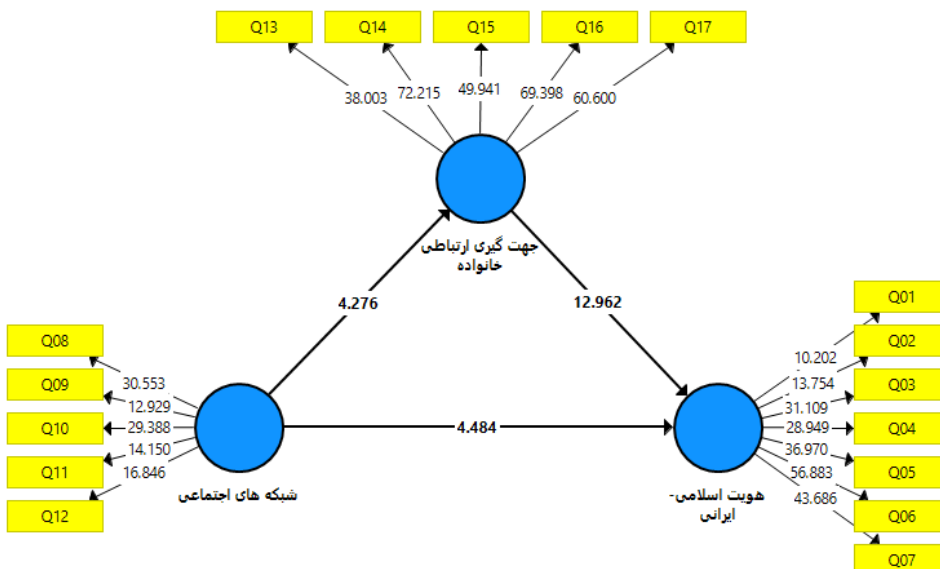 Q13
Q14
Q15
Q16
Q17
38.003
72.215
49.941
69.398
60.600
جهت گیری ارتباطی
خانواده
4.276
12.962
Q08
Q09
Q10
Q11
Q12
30.553
12.929
29.388
14.150
16.846
شبکه های اجتماعی
4.484
Q01
Q02
Q03
Q04
Q05
Q06
Q07
10.202
13.754
31.109
28.949
36.970
56.883
43.686
هویت اسلامی-
ایرانی